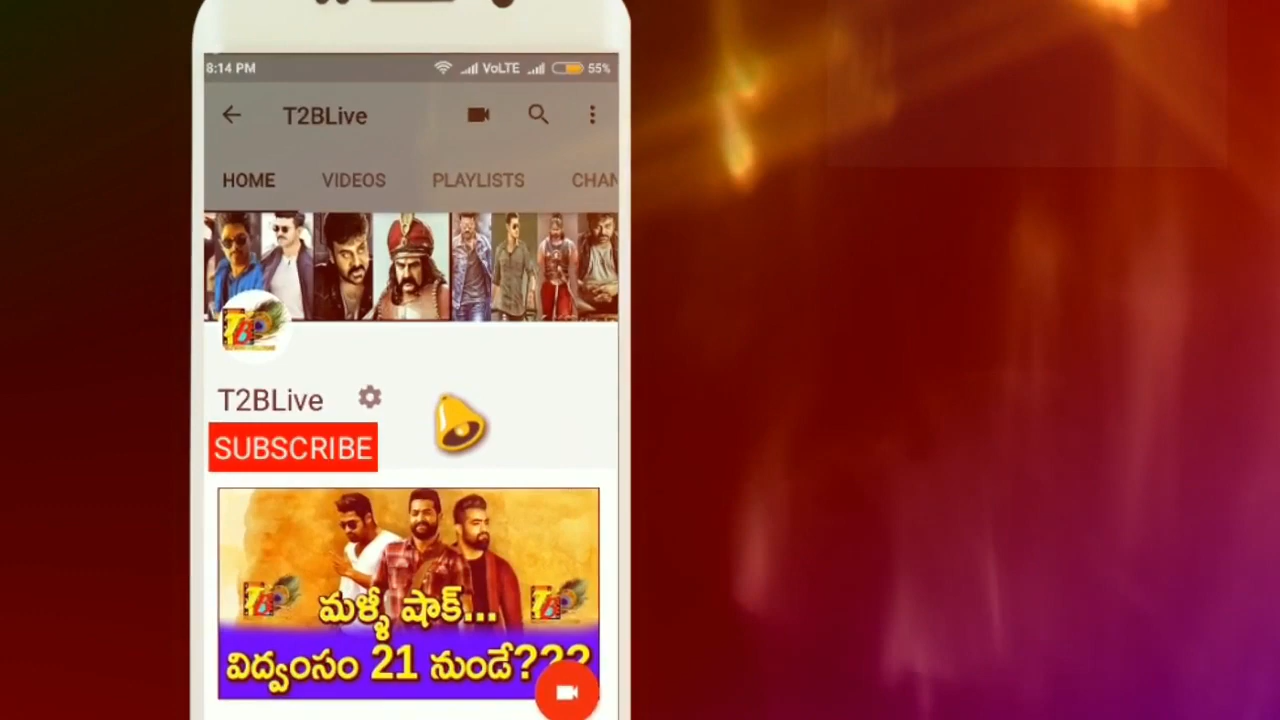 8:14 PM
VoLTE
55%
T2BLive
HOME
VIDEOS
PLAYLISTS
CHAN
T2BLive
SUBSCRIBE
మళ్ళీ షాక్...
విద్వంసం 21 నుండే???